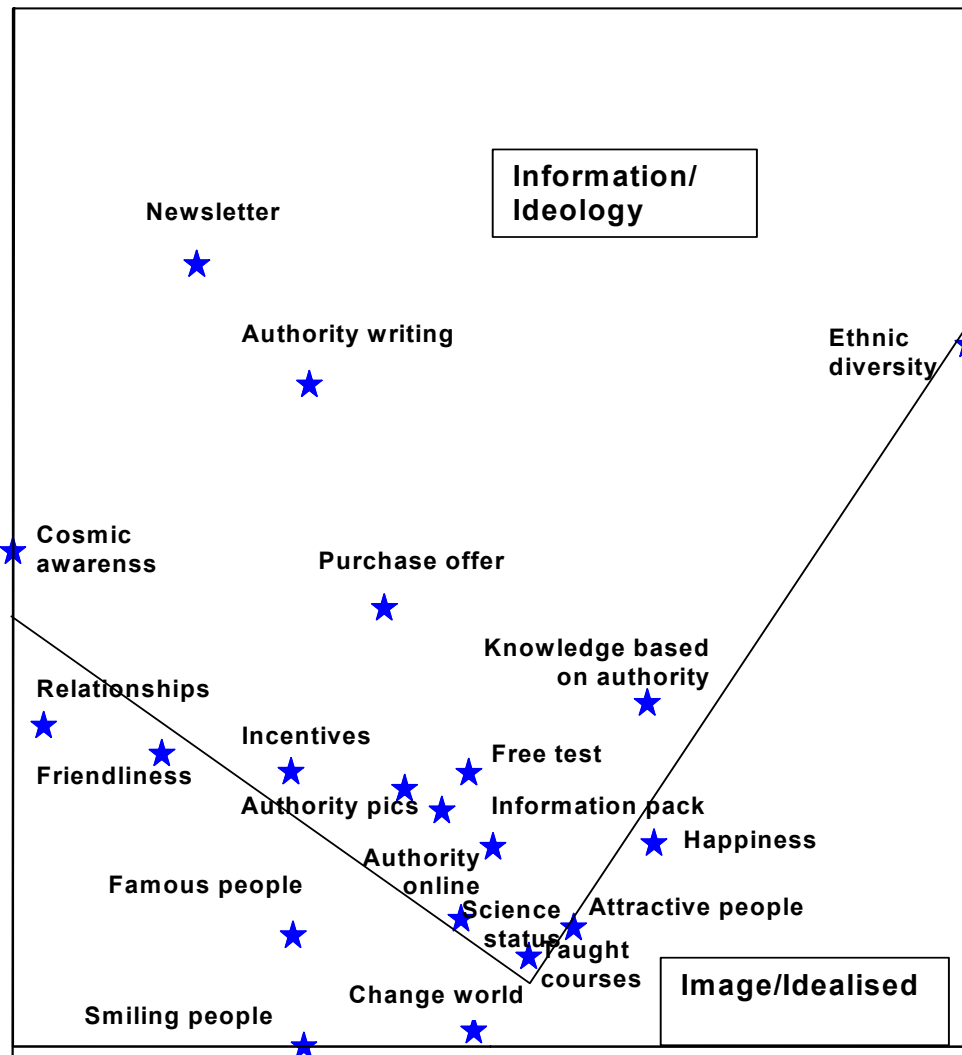 Information/
Ideology
Newsletter
Authority writing
Ethnic
diversity
Cosmic
awarenss
Purchase offer
Knowledge based
on authority
Relationships
Incentives
Free test
Friendliness
Authority pics
Information pack
Happiness
Authority
online
Famous people
Science
status
Attractive people
Taught
courses
Image/Idealised
Change world
Smiling people